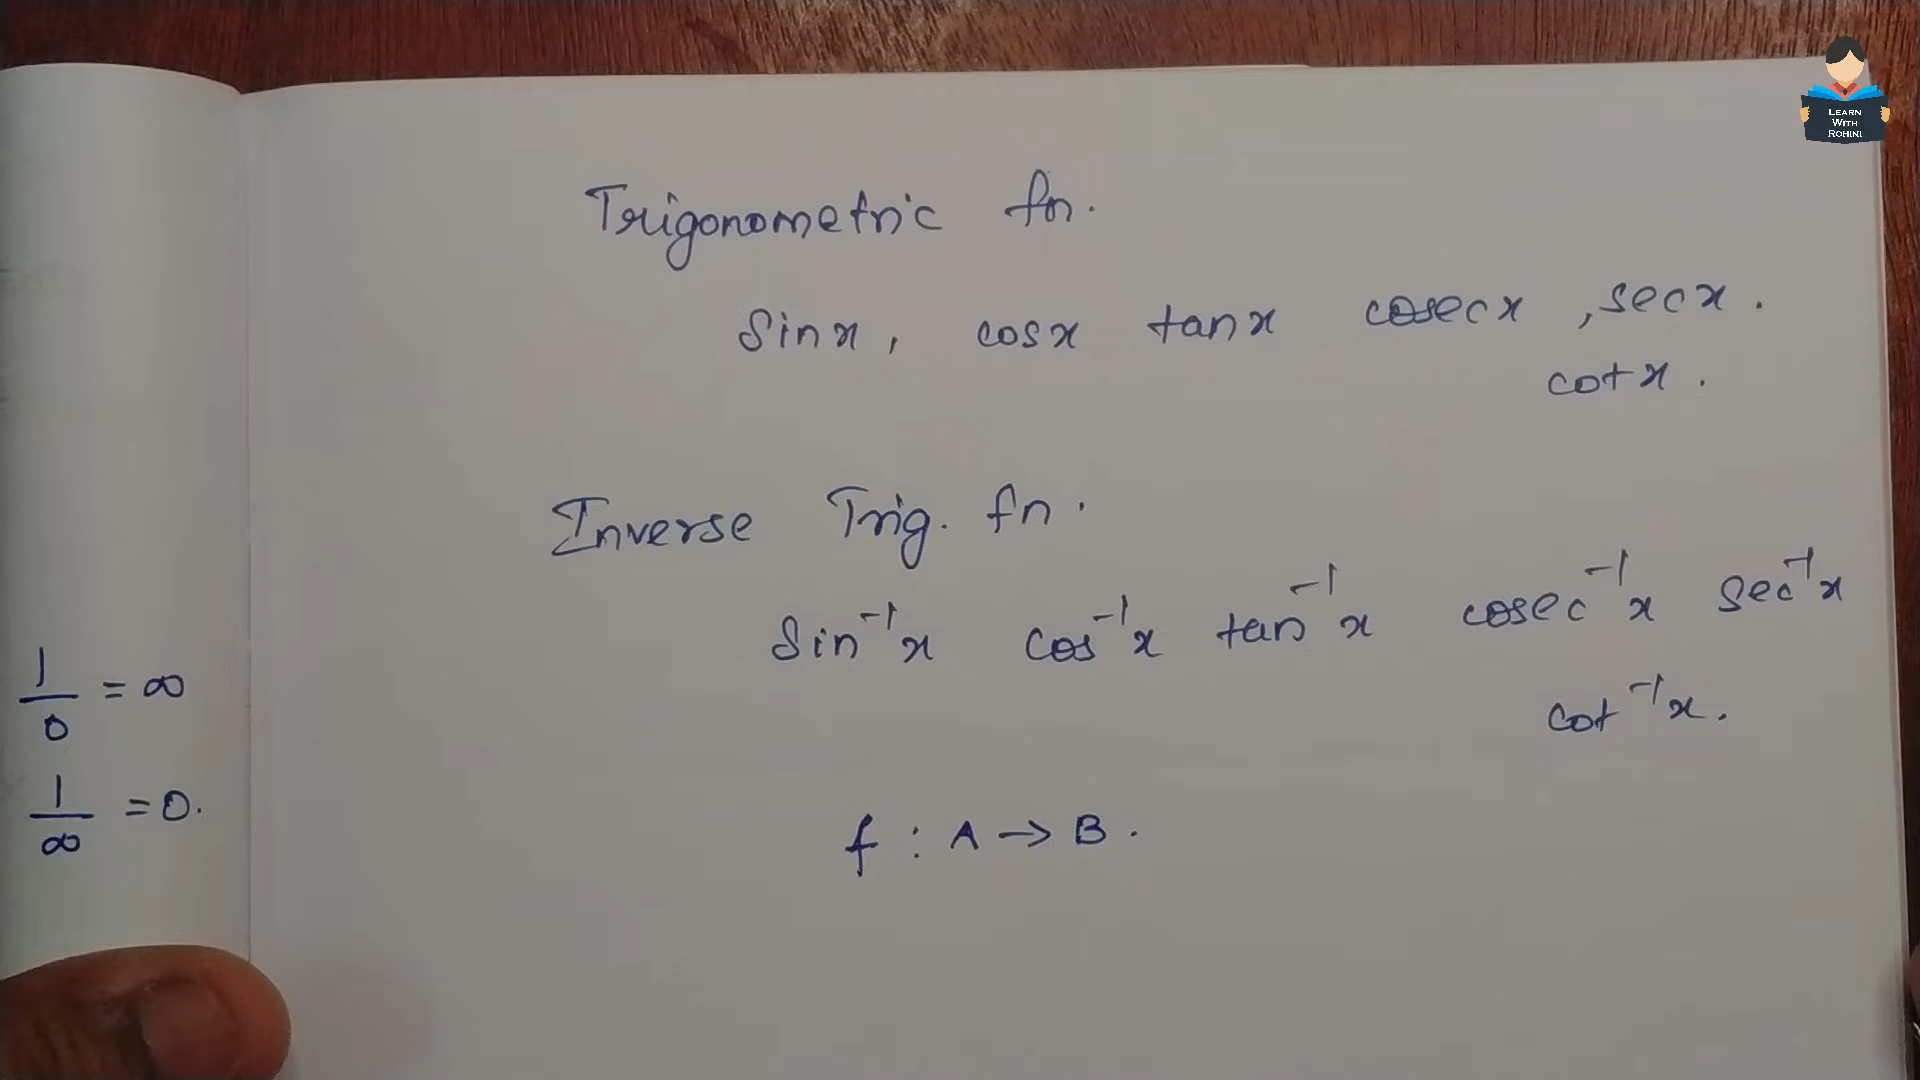 Trigonometric fn.
Sin x, cos x tan x cosec x , sec x.
cot x.
Inverse Trig. fn.
Sin⁻¹x cos⁻¹x tan⁻¹x cosec⁻¹x sec⁻¹x
cot⁻¹x.
f : A → B.
1/0 = ∞
1/∞ = 0.
LEARN
WITH
ROHINI